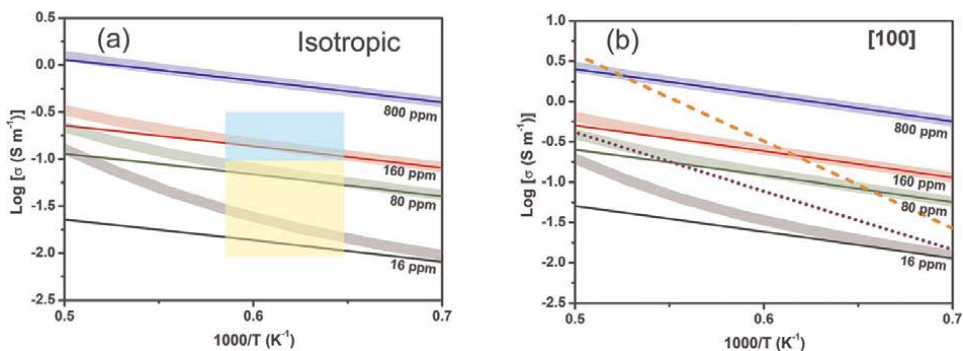 (a)
Isotropic
Log [σ (S m⁻¹)]
0.5
0.0
-0.5
-1.0
-1.5
-2.0
-2.5
800 ppm
160 ppm
80 ppm
16 ppm
0.5 0.6 0.7
1000/T (K⁻¹)
(b)
[100]
Log [σ (S m⁻¹)]
1.0
0.5
0.0
-0.5
-1.0
-1.5
-2.0
-2.5
800 ppm
160 ppm
80 ppm
16 ppm
0.5 0.6 0.7
1000/T (K⁻¹)